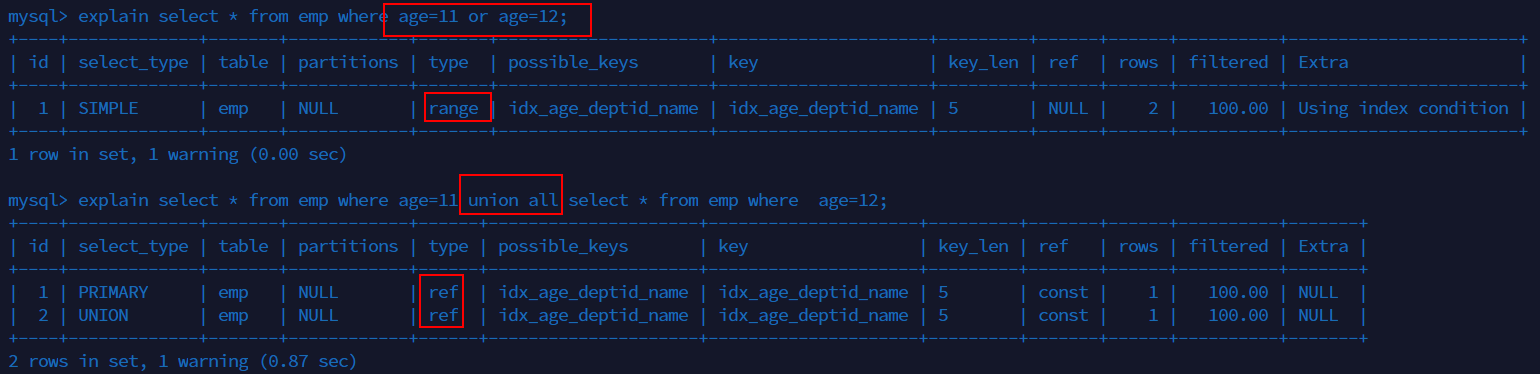 mysql> explain select * from emp where age=11 or age=12;
+----+-------------+-------+------------+-------+--------------------+--------------------+---------+------+------+----------+-----------------------+
| id | select_type | table | partitions | type | possible_keys | key | key_len | ref | rows | filtered | Extra |
+----+-------------+-------+------------+-------+--------------------+--------------------+---------+------+------+----------+-----------------------+
| 1 | SIMPLE | emp | NULL | range | idx_age_deptid_name | idx_age_deptid_name | 5 | NULL | 2 | 100.00 | Using index condition |
+----+-------------+-------+------------+-------+--------------------+--------------------+---------+------+------+----------+-----------------------+
1 row in set, 1 warning (0.00 sec)
mysql> explain select * from emp where age=11 union all select * from emp where  age=12;
+----+-------------+-------+------------+------+--------------------+--------------------+---------+-------+------+----------+-------+
| id | select_type | table | partitions | type | possible_keys | key | key_len | ref | rows | filtered | Extra |
+----+-------------+-------+------------+------+--------------------+--------------------+---------+-------+------+----------+-------+
| 1 | PRIMARY | emp | NULL | ref | idx_age_deptid_name | idx_age_deptid_name | 5 | const | 1 | 100.00 | NULL |
| 2 | UNION | emp | NULL | ref | idx_age_deptid_name | idx_age_deptid_name | 5 | const | 1 | 100.00 | NULL |
+----+-------------+-------+------------+------+--------------------+--------------------+---------+-------+------+----------+-------+
2 rows in set, 1 warning (0.87 sec)